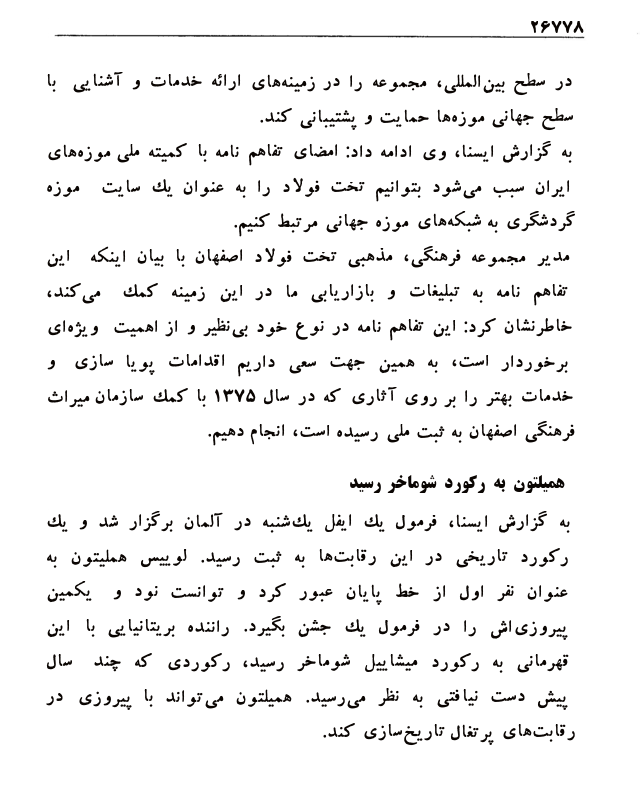 ۲۶۷۷۸
در سطح بین‌المللی، مجموعه را در زمینه‌های ارائه خدمات و آشنایی با
سطح جهانی موزه‌ها حمایت و پشتیبانی کند.
به گزارش ایسنا، وی ادامه داد: امضای تفاهم نامه با کمیته ملی موزه‌های
ایران سبب می‌شود بتوانیم تخت فولاد را به عنوان یك سایت موزه
گردشگری به شبکه‌های موزه جهانی مرتبط کنیم.
مدیر مجموعه فرهنگی، مذهبی تخت فولاد اصفهان با بیان اینکه این
تفاهم نامه به تبلیغات و بازاریابی ما در این زمینه کمك می‌کند،
خاطرنشان کرد: این تفاهم نامه در نوع خود بی‌نظیر و از اهمیت ویژه‌ای
برخوردار است، به همین جهت سعی داریم اقدامات پویا سازی و
خدمات بهتر را بر روی آثاری که در سال ۱۳۷۵ با کمك سازمان میراث
فرهنگی اصفهان به ثبت ملی رسیده است، انجام دهیم.
همیلتون به رکورد شوماخر رسید
به گزارش ایسنا، فرمول یك ایفل یك‌شنبه در آلمان برگزار شد و یك
رکورد تاریخی در این رقابت‌ها به ثبت رسید. لوییس هملیتون به
عنوان نفر اول از خط پایان عبور کرد و توانست نود و یکمین
پیروزی‌اش را در فرمول یك جشن بگیرد. راننده بریتانیایی با این
قهرمانی به رکورد میشاییل شوماخر رسید، رکوردی که چند سال
پیش دست نیافتی به نظر می‌رسید. همیلتون می‌تواند با پیروزی در
رقابت‌های پرتغال تاریخ‌سازی کند.